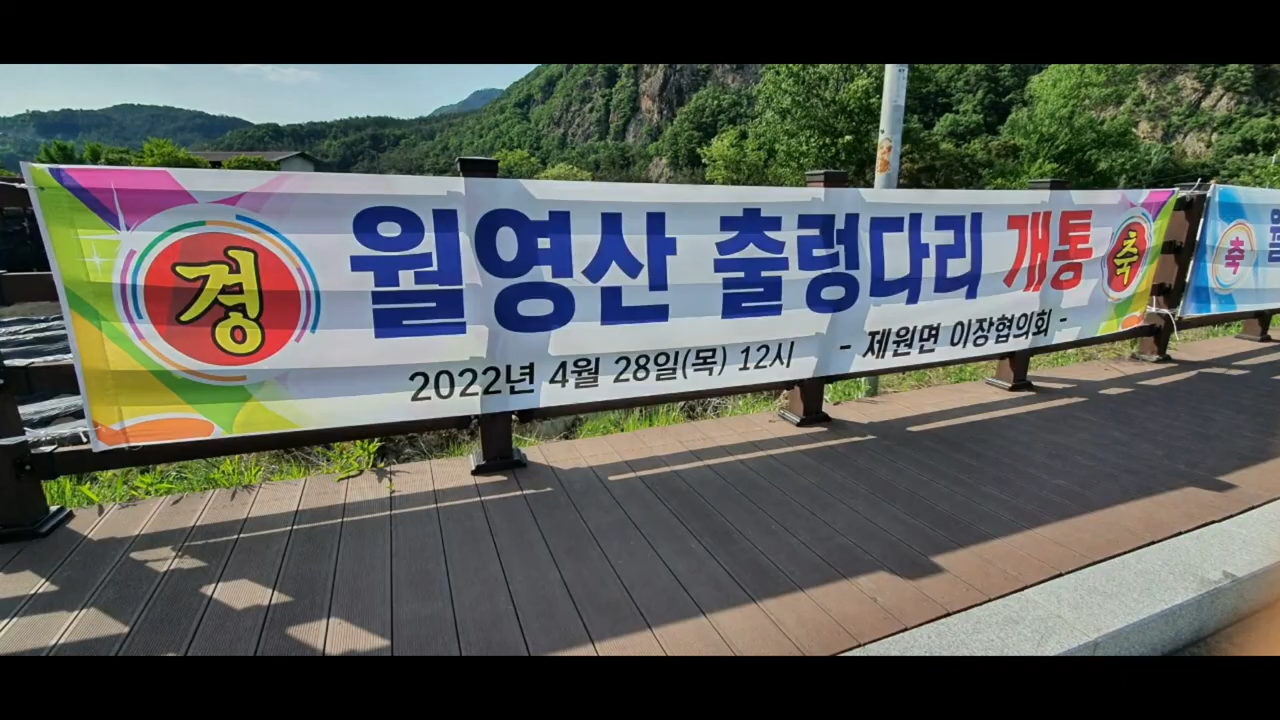 경 월영산 출렁다리 개통 축
2022년 4월 28일(목) 12시 - 제원면 이장협의회 -
축 월